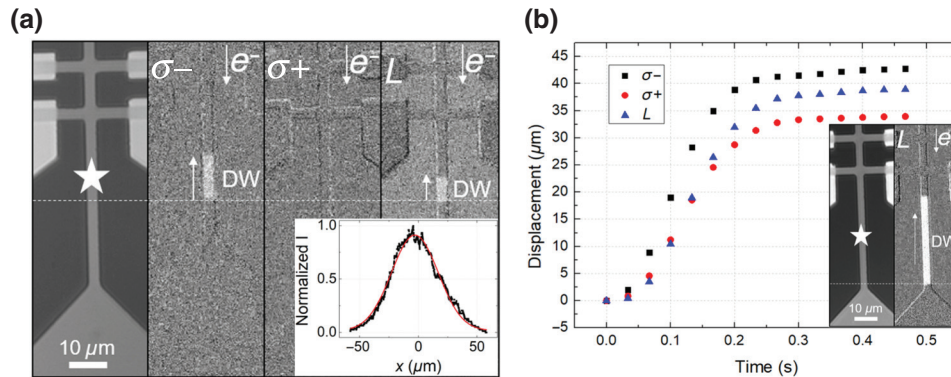 (a)
σ− e⁻ σ+ e⁻ L e⁻
DW DW
10 µm
Normalized I
1.0
0.5
0.0
−50 0 50
x (µm)
(b)
Displacement (µm)
45
40
35
30
25
20
15
10
5
0
−5
σ−
σ+
L
0.0 0.1 0.2 0.3 0.4 0.5
Time (s)
L e
DW
10 µm